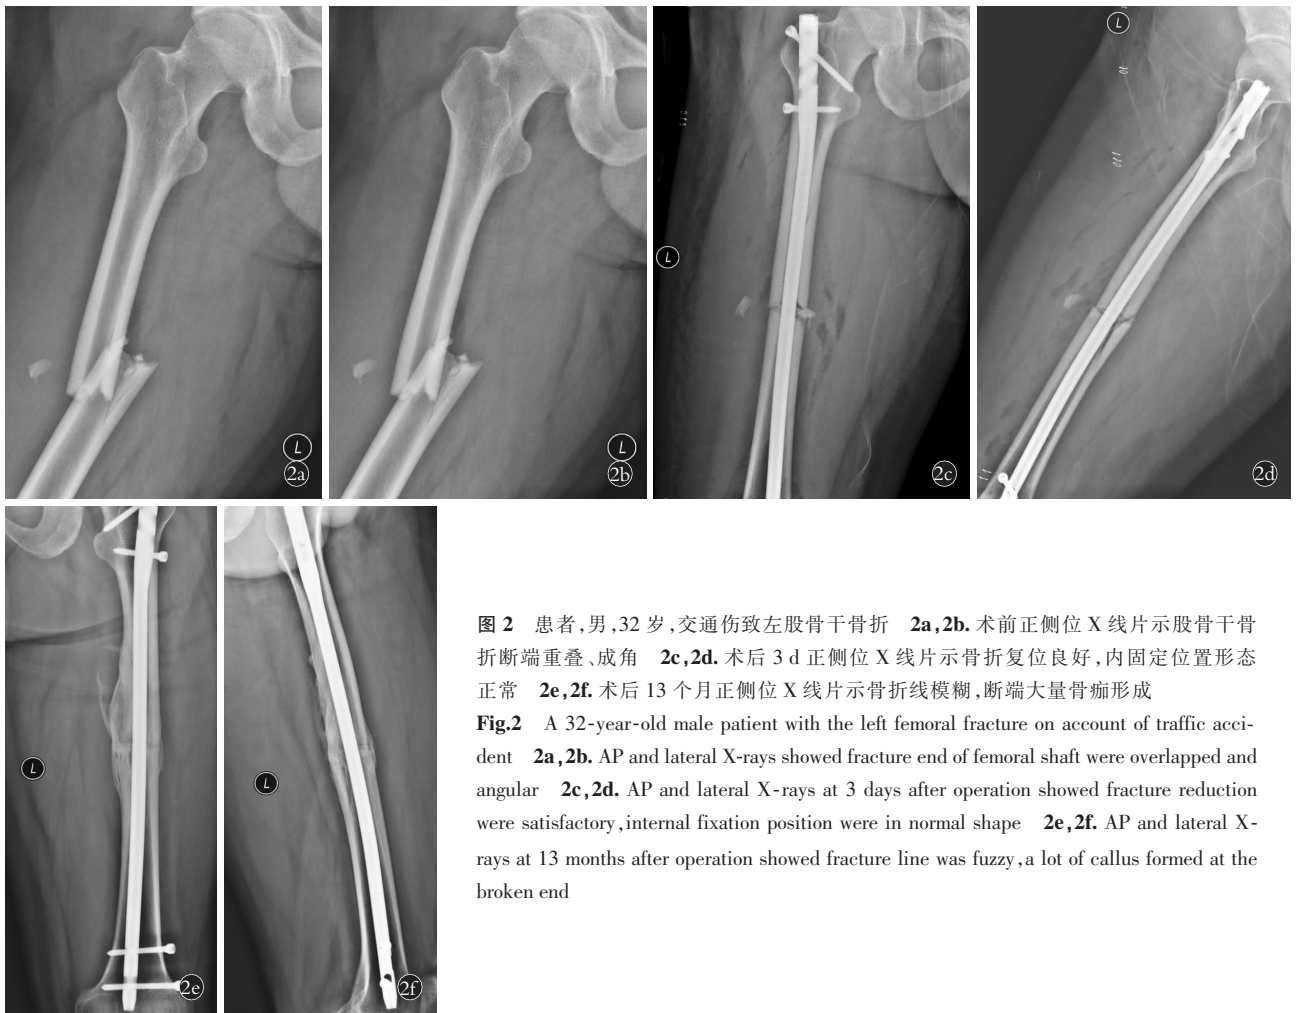 L
2a
L
2b
L
2c
L
2d
L
2e
L
2f
图 2 患者,男,32 岁,交通伤致左股骨干骨折 2a,2b. 术前正侧位 X 线片示股骨干骨
折断端重叠、成角 2c,2d. 术后 3 d 正侧位 X 线片示骨折复位良好,内固定位置形态
正常 2e,2f. 术后 13 个月正侧位 X 线片示骨折线模糊,断端大量骨痂形成
Fig.2 A 32-year-old male patient with the left femoral fracture on account of traffic acci-
dent 2a,2b. AP and lateral X-rays showed fracture end of femoral shaft were overlapped and
angular 2c,2d. AP and lateral X-rays at 3 days after operation showed fracture reduction
were satisfactory,internal fixation position were in normal shape 2e,2f. AP and lateral X-
rays at 13 months after operation showed fracture line was fuzzy,a lot of callus formed at the
broken end